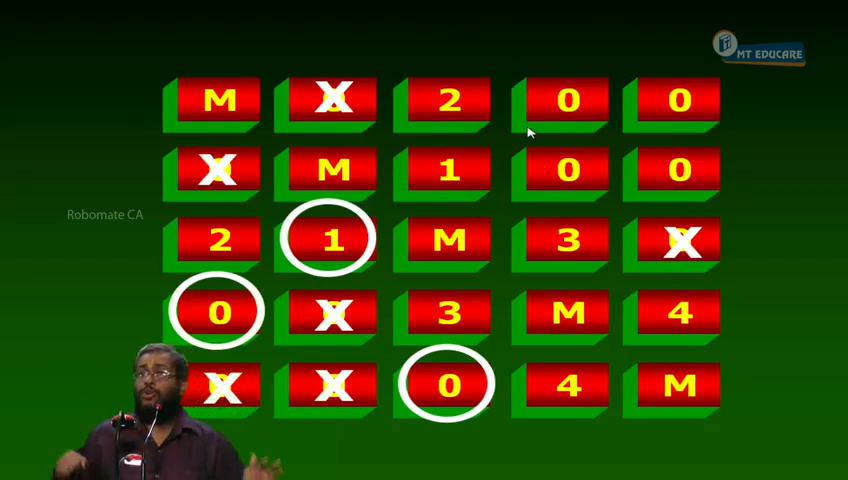 MT EDUCARE
M X 2 0 0
X M 1 0 0
Robomate CA
2 1 M 3 X
0 X 3 M 4
X X 0 4 M